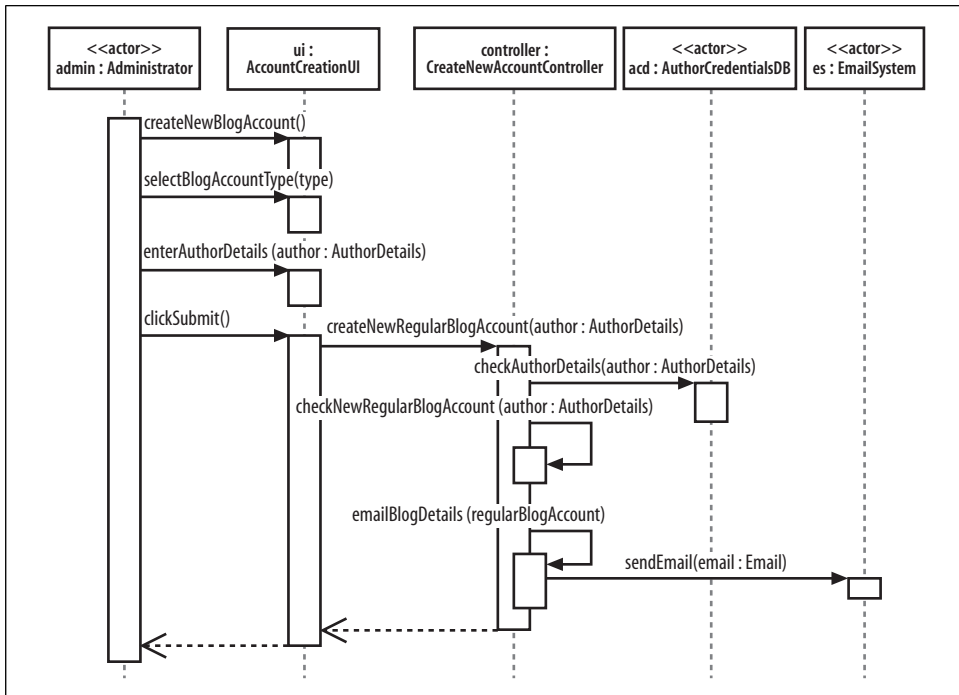 <<actor>>
admin : Administrator
ui :
AccountCreationUI
controller :
CreateNewAccountController
<<actor>>
acd : AuthorCredentialsDB
<<actor>>
es : EmailSystem
createNewBlogAccount()
selectBlogAccountType(type)
enterAuthorDetails (author : AuthorDetails)
clickSubmit()
createNewRegularBlogAccount(author : AuthorDetails)
checkAuthorDetails(author : AuthorDetails)
checkNewRegularBlogAccount (author : AuthorDetails)
emailBlogDetails (regularBlogAccount)
sendEmail(email : Email)